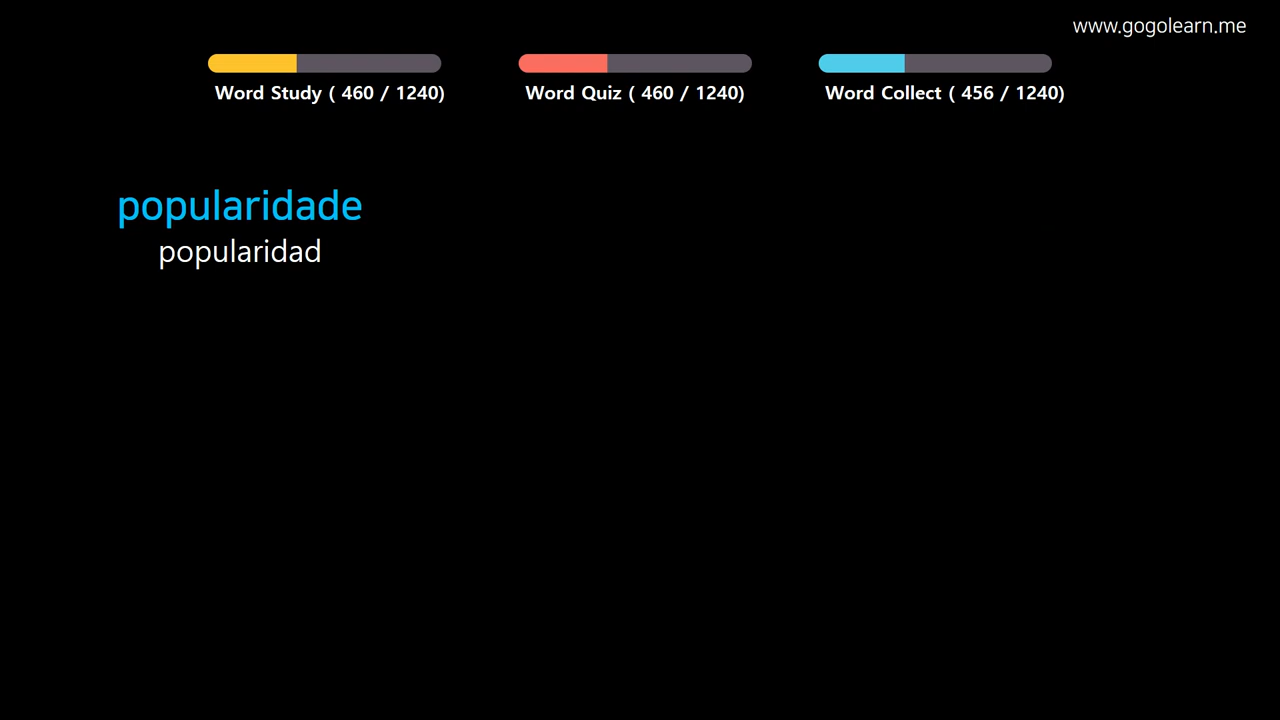 www.gogolearn.me
Word Study ( 460 / 1240)
Word Quiz ( 460 / 1240)
Word Collect ( 456 / 1240)
popularidade
popularidad